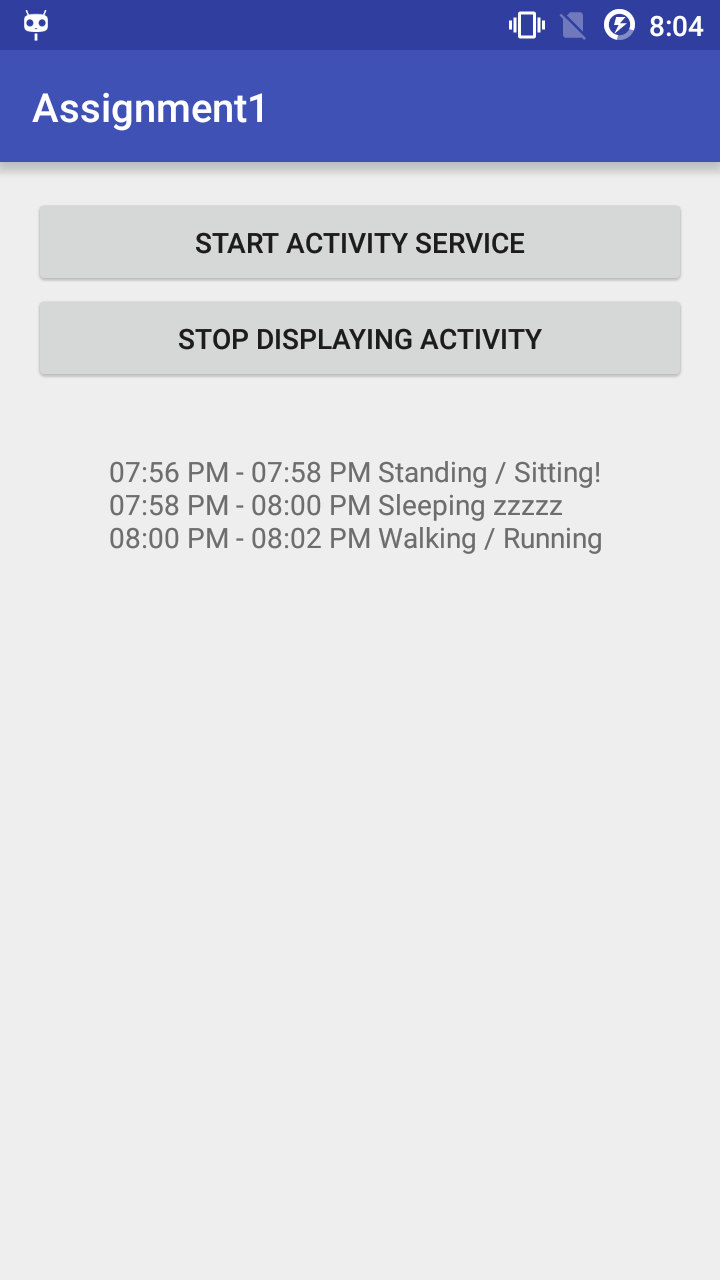 8:04
Assignment1
START ACTIVITY SERVICE
STOP DISPLAYING ACTIVITY
07:56 PM - 07:58 PM Standing / Sitting!
07:58 PM - 08:00 PM Sleeping zzzzz
08:00 PM - 08:02 PM Walking / Running